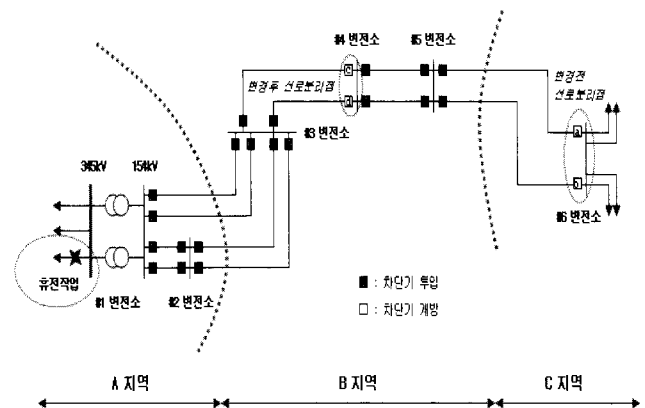 #4 변전소
#5 변전소
변경후
선로분리점
변경전
선로분리점
c
d
a
b
#3 변전소
345kV
154kV
#6 변전소
휴전작업
#1 변전소
#2 변전소
■ : 차단기 투입
□ : 차단기 개방
A 지역
B 지역
C 지역